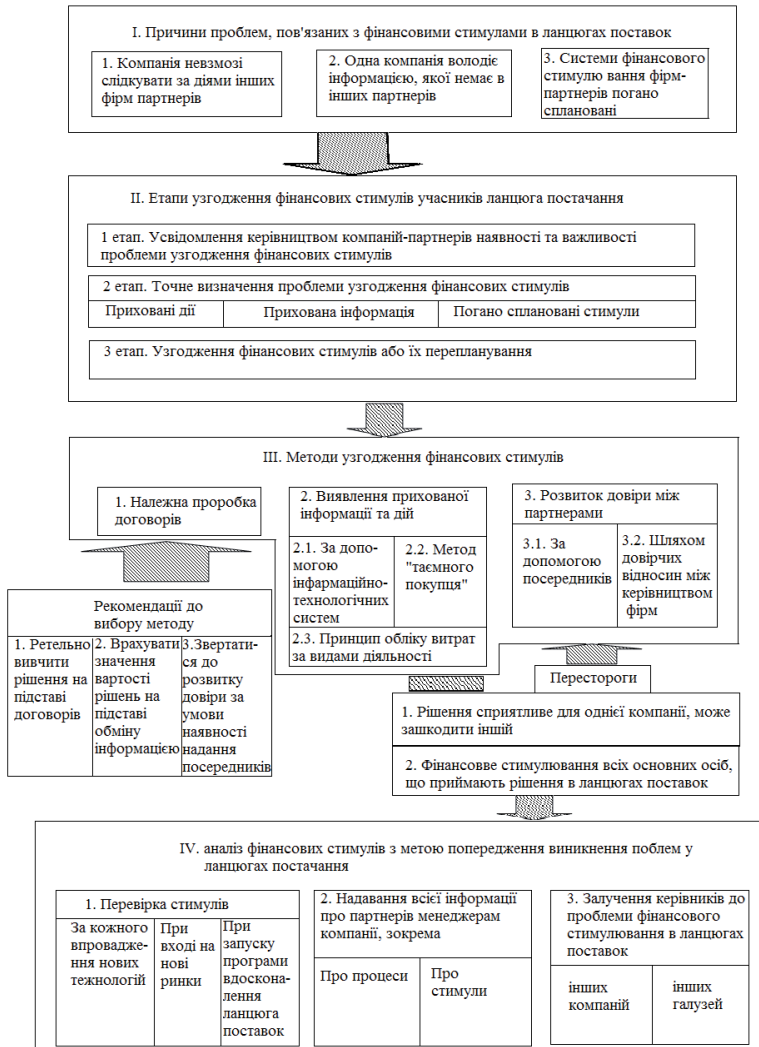 І. Причини проблем, пов'язаних з фінансовими стимулами в ланцюгах поставок
1. Компанія невзмозі
слідкувати за діями інших
фірм партнерів
2. Одна компанія володіє
інформацією, якої немає в
інших партнерів
3. Системи фінансового
стимулю вання фірм-
партнерів погано
сплановані
ІІ. Етапи узгодження фінансових стимулів учасників ланцюга постачання
1 етап. Усвідомлення керівництвом компаній-партнерів наявності та важливості
проблеми узгодження фінансових стимулів
2 етап. Точне визначення проблеми узгодження фінансових стимулів
Приховані дії
Прихована інформація
Погано сплановані стимули
3 етап. Узгодження фінансових стимулів або їх перепланування
ІІІ. Методи узгодження фінансових стимулів
1. Належна проробка
договорів
2. Виявлення прихованої
інформації та дій
2.1. За допо-
могою
інфармаційно-
технологічних
систем
2.2. Метод
"таємного
покупця"
2.3. Принцип обліку витрат
за видами діяльності
3. Розвиток довіри між
партнерами
3.1. За
допомогою
посередників
3.2. Шляхом
довірчих
відносин між
керівництвом
фірм
Рекомендації до
вибору методу
1. Ретельно
вивчити
рішення на
підставі
договорів
2. Врахувати
значення
вартості
рішень на
підставі
обміну
інформацією
3.Звертати-
ся до
розвитку
довіри за
умови
наявності
надання
посередників
Перестороги
1. Рішення сприятливе для однієї компанії, може
зашкодити іншій
2. Фінансовве стимулювання всіх основних осіб,
що приймають рішення в ланцюгах поставок
IV. аналіз фінансових стимулів з метою попередження виникнення поблем у
ланцюгах постачання
1. Перевірка стимулів
За кожного
впровадже-
ння нових
тежнологій
При
вході на
нові
ринки
При
запуску
програми
вдоскона-
лення
ланцюга
поставок
2. Надавання всієї інформації
про партнерів менеджерам
компанії, зокрема
Про процеси
Про
стимули
3. Залучення керівників до
проблеми фінансового
стимулювання в ланцюгах
поставок
інших
компаній
інших
галузей